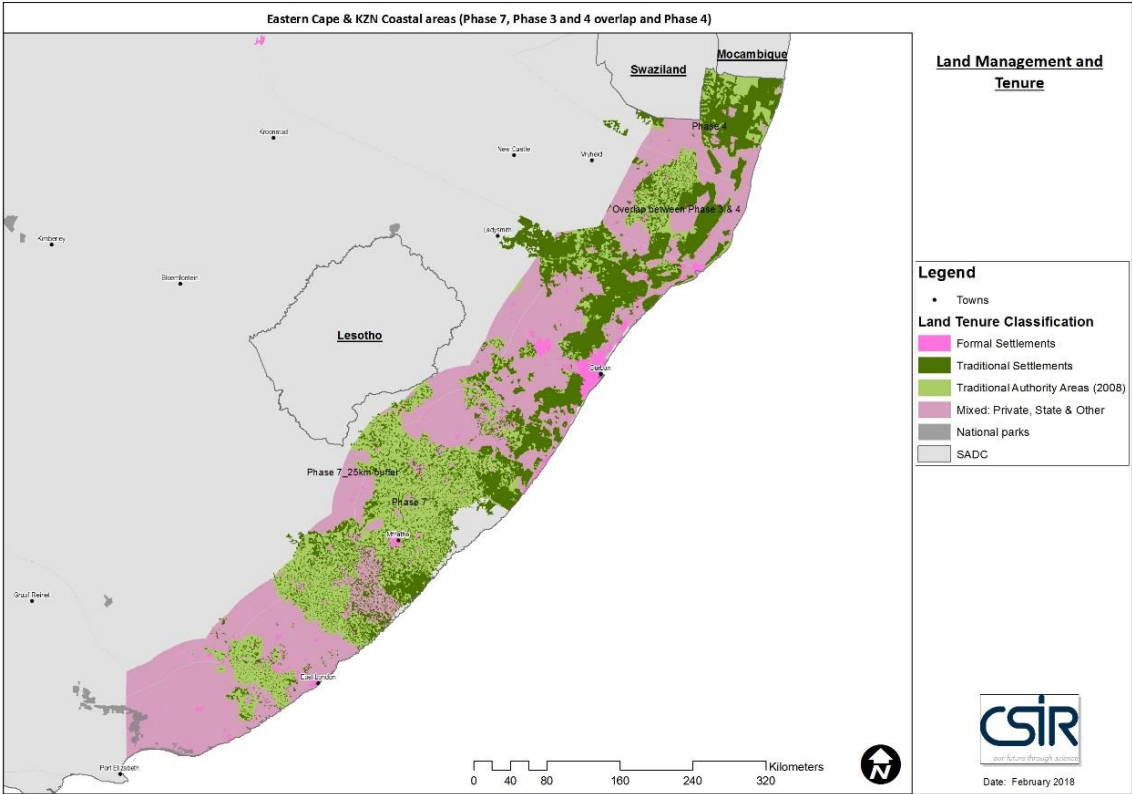 Eastern Cape & KZN Coastal areas (Phase 7, Phase 3 and 4 overlap and Phase 4)
Land Management and
Tenure
Mocambique
Swaziland
Phase 4
Kroonstad
New Castle
Vryheid
Overlap between Phase 3 & 4
Ladysmith
Kimberley
Bloemfontein
Lesotho
Durban
Phase 7_25km buffer
Phase 7
Mthatha
Graaf Reinet
East London
Port Elizabeth
Legend
Towns
Land Tenure Classification
Formal Settlements
Traditional Settlements
Traditional Authority Areas (2008)
Mixed: Private, State & Other
National parks
SADC
Kilometers
0 40 80 160 240 320
N
CSIR
our future through science
Date: February 2018